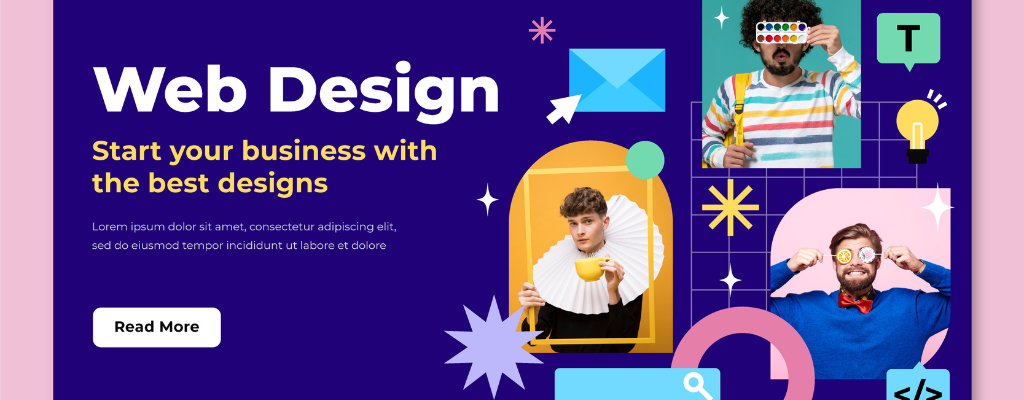 Web Design
Start your business with
the best designs
Lorem ipsum dolor sit amet, consectetur adipiscing elit,
sed do eiusmod tempor incididunt ut labore et dolore
Read More
T
</>